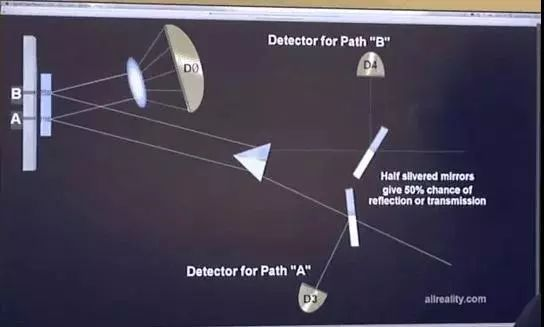 Detector for Path "B"
D0
D4
B
A
Half silvered mirrors
give 50% chance of
reflection or transmission
Detector for Path "A"
D3
allreality.com